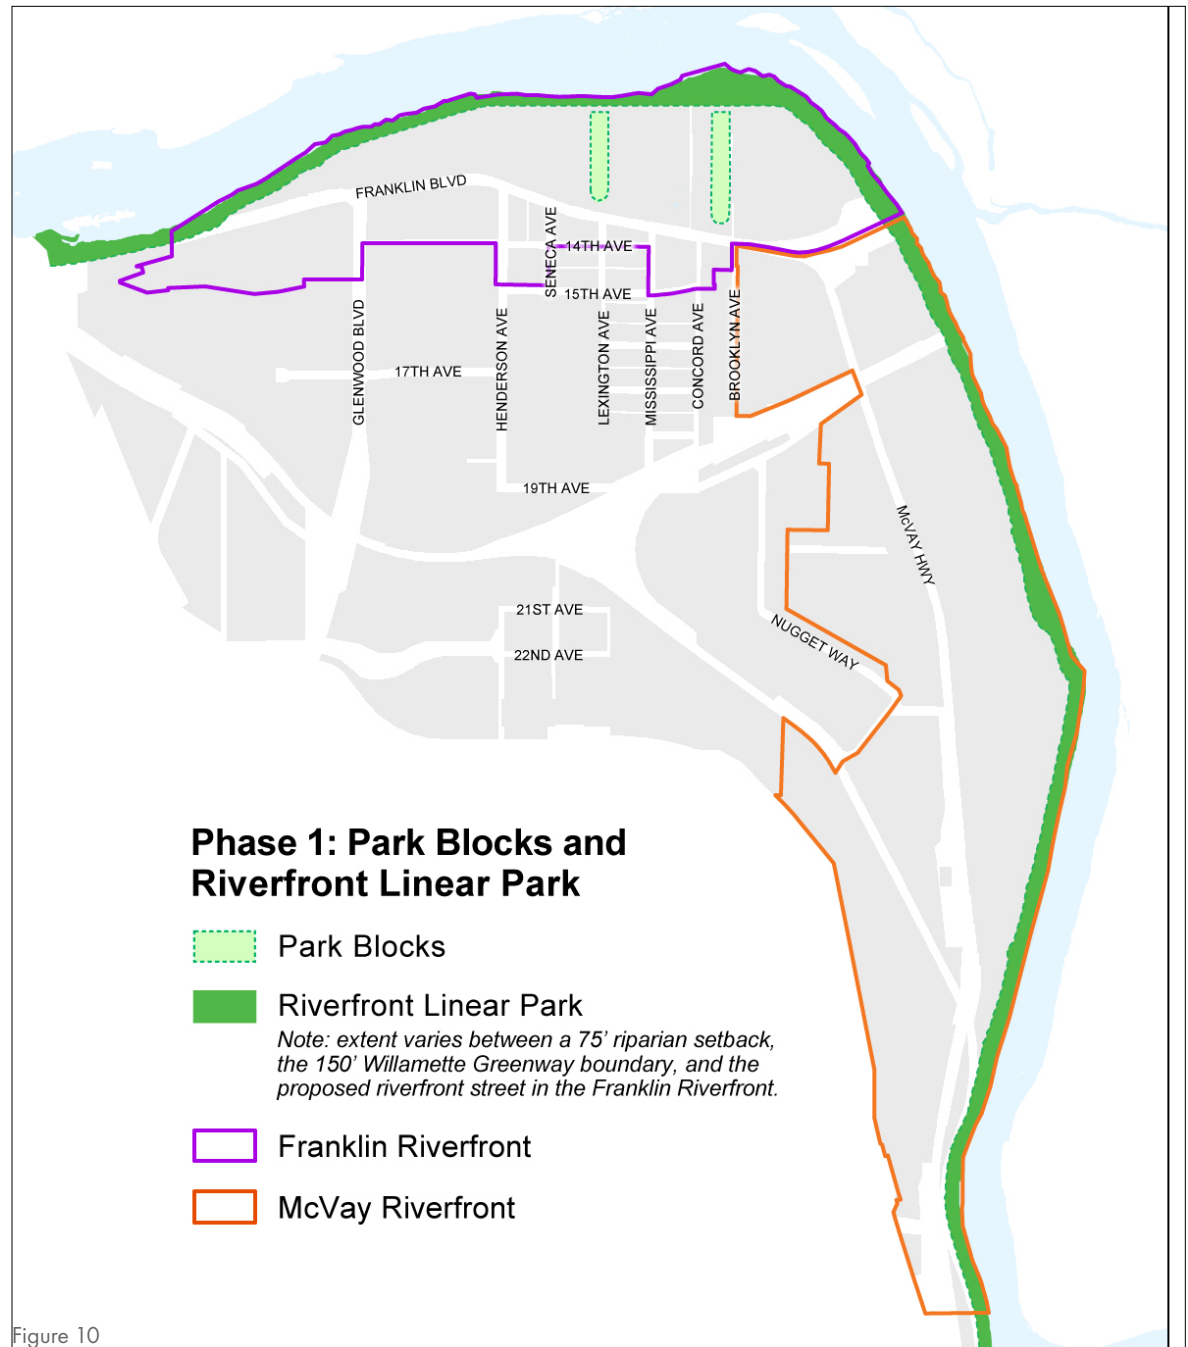 FRANKLIN BLVD
SENECA AVE
14TH AVE
15TH AVE
GLENWOOD BLVD
HENDERSON AVE
LEXINGTON AVE
MISSISSIPPI AVE
CONCORD AVE
BROOKLYN AVE
17TH AVE
19TH AVE
McVAY HWY
21ST AVE
NUGGET WAY
22ND AVE
Phase 1: Park Blocks and
Riverfront Linear Park
Park Blocks
Riverfront Linear Park
Note: extent varies between a 75' riparian setback,
the 150' Willamette Greenway boundary, and the
proposed riverfront street in the Franklin Riverfront.
Franklin Riverfront
McVay Riverfront
Figure 10